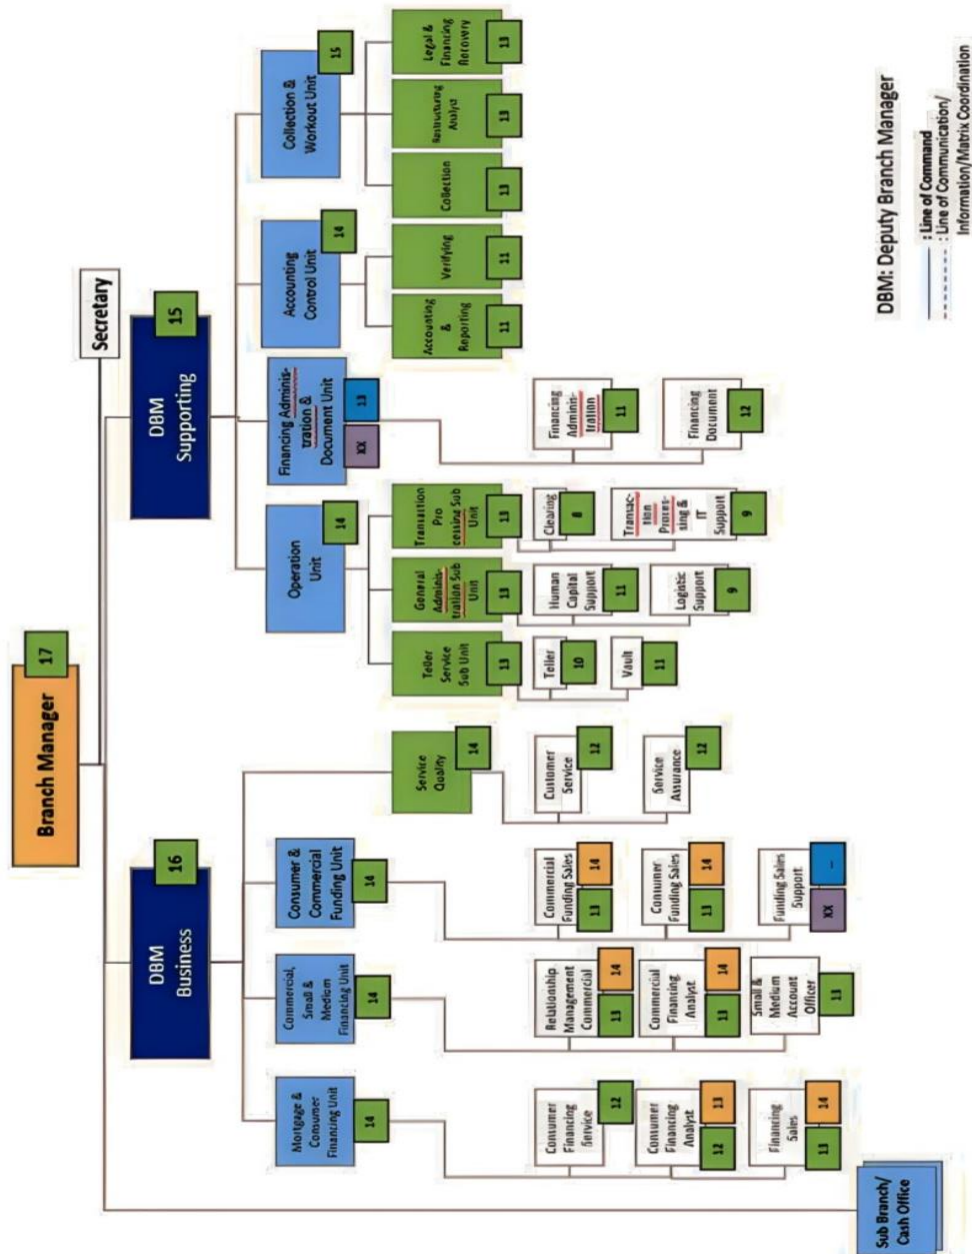 Branch Manager
17
Secretary
DBM
Business
16
DBM
Supporting
15
Mortgage &
Consumer
Financing Unit
14
Commercial,
Small &
Medium
Financing Unit
14
Consumer &
Commercial
Funding Unit
14
Service
Quality
14
Operation
Unit
14
Financing Adminis-
tration &
Document Unit
XX
13
Accounting
Control Unit
14
Collection &
Workout Unit
15
Teller
Service
Sub Unit
13
General
Adminis-
tration Sub
Unit
13
Transaction
Pro
cessing Sub
Unit
13
Accounting
&
Reporting
11
Verifying
11
Collection
13
Restructuring
Analyst
13
Legal &
Financing
Recovery
13
Consumer
Financing
Service
12
Consumer
Financing
Analyst
12
13
Financing
Sales
13
14
Relationship
Management
Commercial
13
14
Commercial
Financing
Analyst
13
14
Small &
Medium
Account
Officer
13
Commercial
Funding Sales
13
14
Consumer
Funding Sales
13
14
Funding Sales
Support
XX
--
Customer
Service
12
Service
Assurance
12
Teller
10
Vault
11
Human
Capital
Support
11
Logistic
Support
9
Clearing
8
Transac-
tion
Proces-
sing &
IT
Support
9
Financing
Adminis-
tration
11
Financing
Document
12
Sub Branch/
Cash Office
DBM: Deputy Branch Manager
: Line of Command
: Line of Communication/
Information/Matrix Coordination